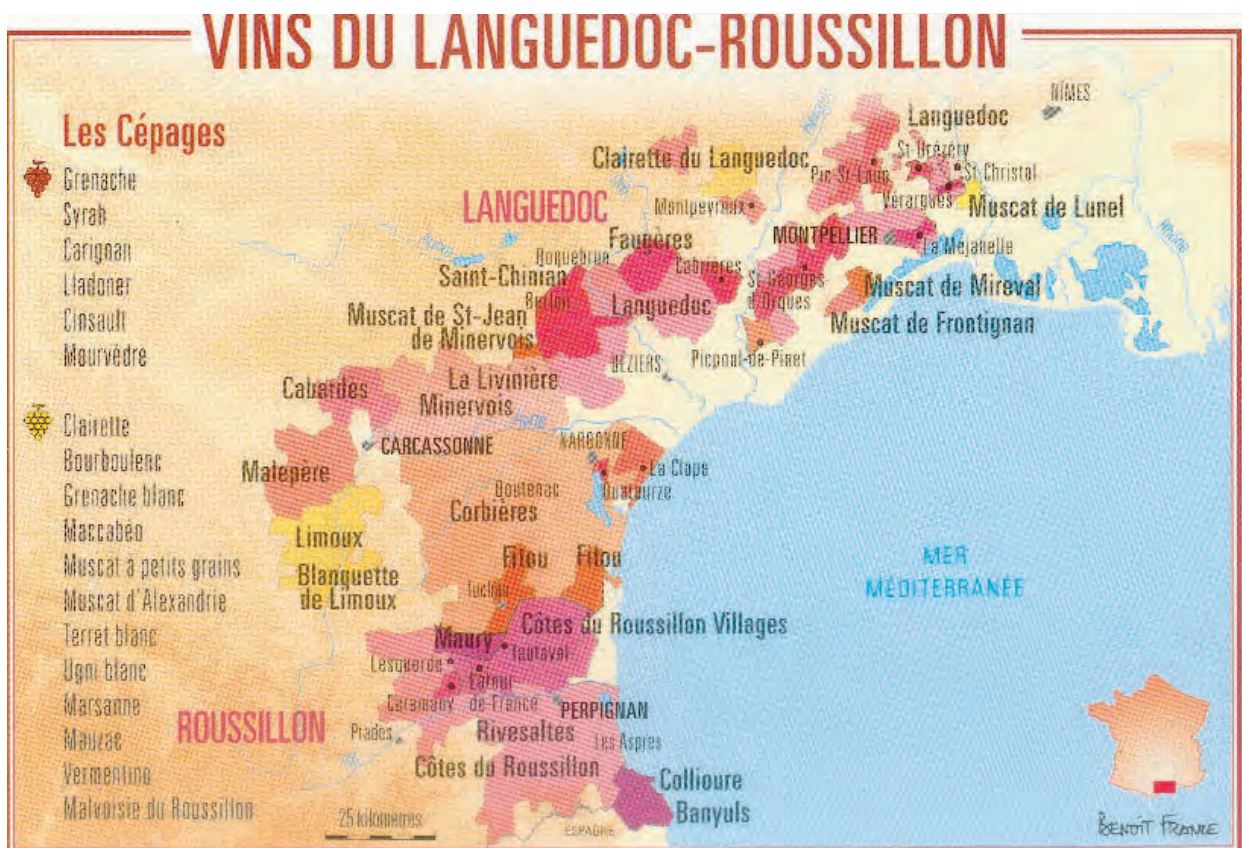 VINS DU LANGUEDOC-ROUSSILLON
Les Cépages
Grenache
Syrah
Carignan
Lladoner
Cinsault
Mourvèdre
Clairette
Bourboulenc
Grenache blanc
Maccabéo
Muscat à petits grains
Muscat d'Alexandrie
Terret blanc
Ugni blanc
Marsanne
Mauzac
Vermentino
Malvoisie du Roussillon
NÎMES
Languedoc
St Drézéry
St Christol
Clairette du Languedoc
Pic-St-Loup
Vérargues
Muscat de Lunel
Montpeyroux
LANGUEDOC
MONTPELLIER
La Méjanelle
Rhône
Faugères
Roquebrun
Cabrières
St-Georges-
d'Orques
Saint-Chinian
Berlou
Languedoc
Muscat de Mireval
Muscat de Frontignan
Muscat de St-Jean
de Minervois
BÉZIERS
Picpoul-de-Pinet
Cabardes
La Livinière
Minervois
Aude
CARCASSONNE
NARBONNE
La Clape
Quatourze
Malepère
Boutenac
Corbières
Limoux
Blanquette
de Limoux
Fitou
Fitou
Tuchan
MER
MÉDITERRANÉE
Côtes du Roussillon Villages
Maury
Tautavel
Lesquerde
Latour
de-France
Caramany
PERPIGNAN
ROUSSILLON
Prades
Rivesaltes
Les Aspres
Côtes du Roussillon
Collioure
Banyuls
25 kilomètres
ESPAGNE
BENOÎT FRANCE